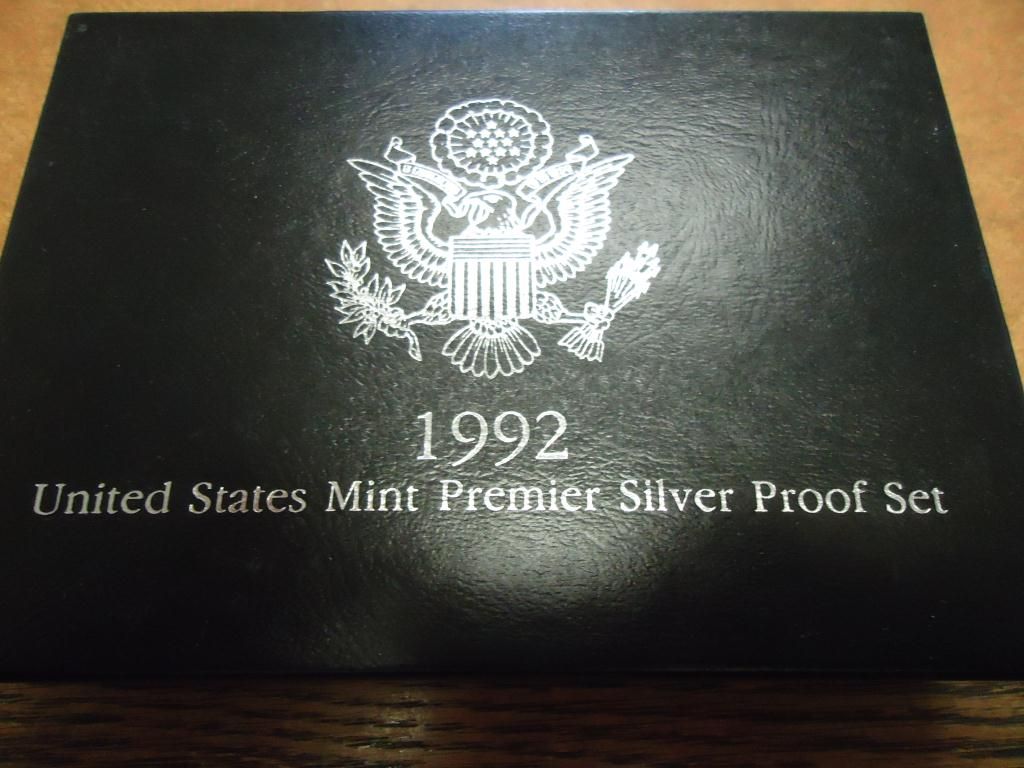 1992
United States Mint Premier Silver Proof Set